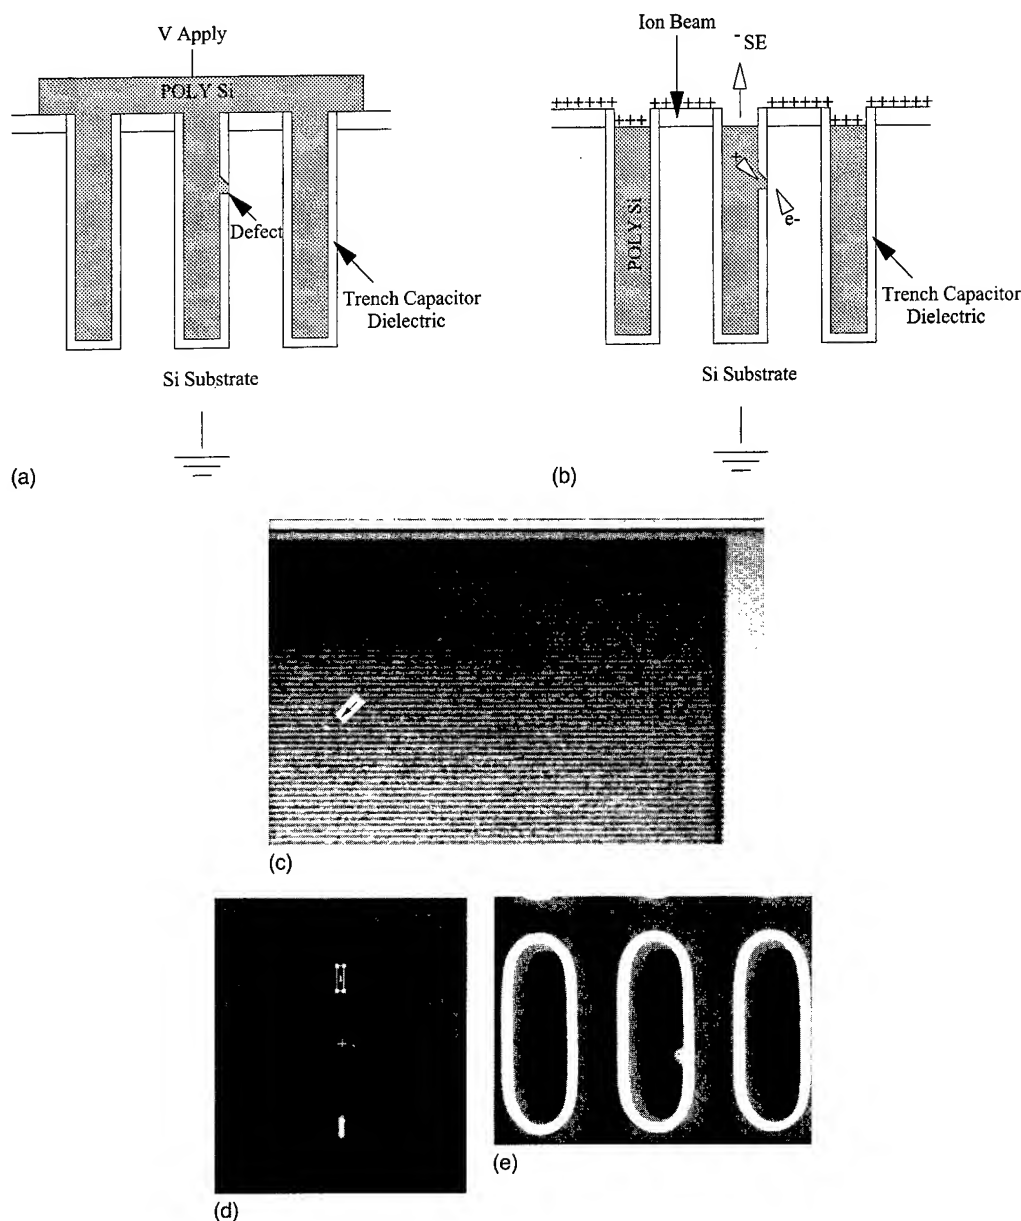 V Apply
POLY Si
Defect
Trench Capacitor
Dielectric
Si Substrate
(a)
Ion Beam
- SE
++++++ ++++++ ++++++ ++++++
+++ +++
+
e-
POLY Si
Trench Capacitor
Dielectric
Si Substrate
(b)
(c)
(d)
(e)